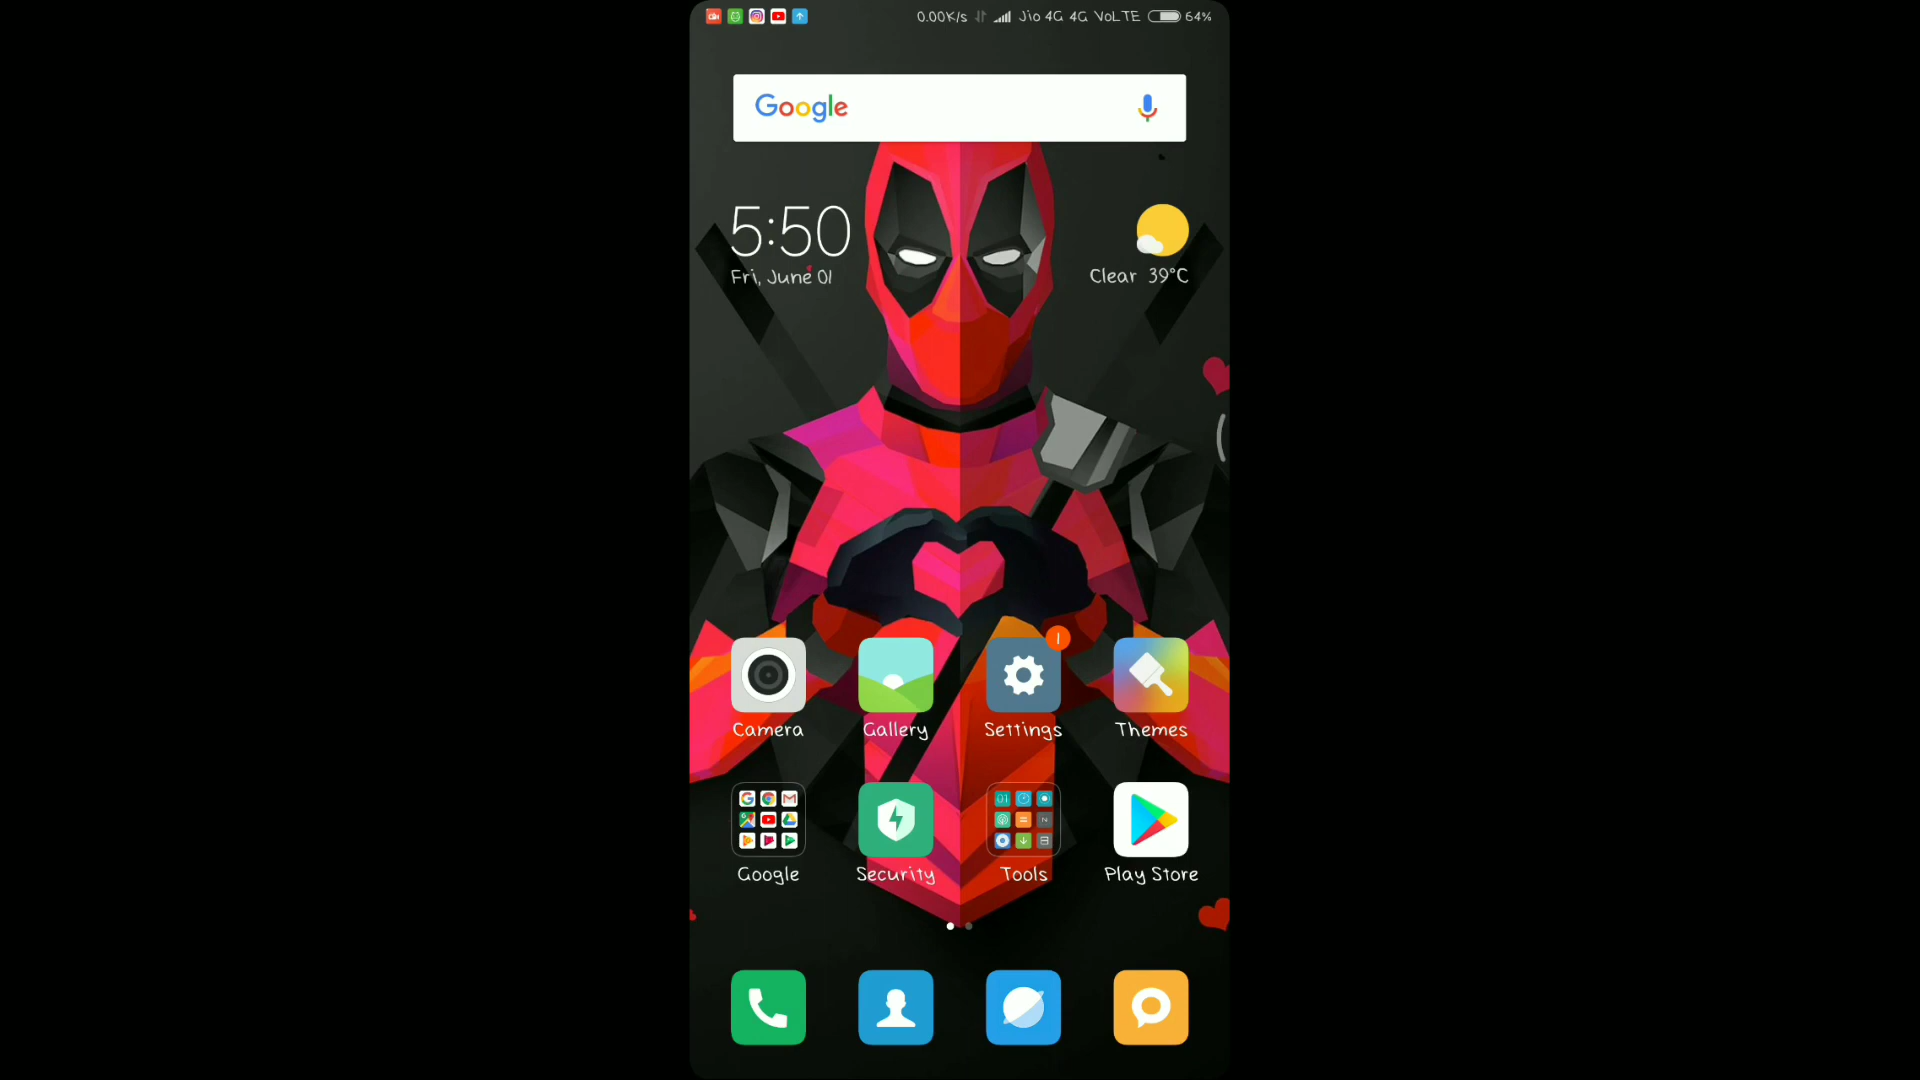 0.00K/s Jio 4G 4G VoLTE 64%
Google
5:50
Fri, June 01
Clear 39°C
1
Camera Gallery Settings Themes
Google Security Tools Play Store